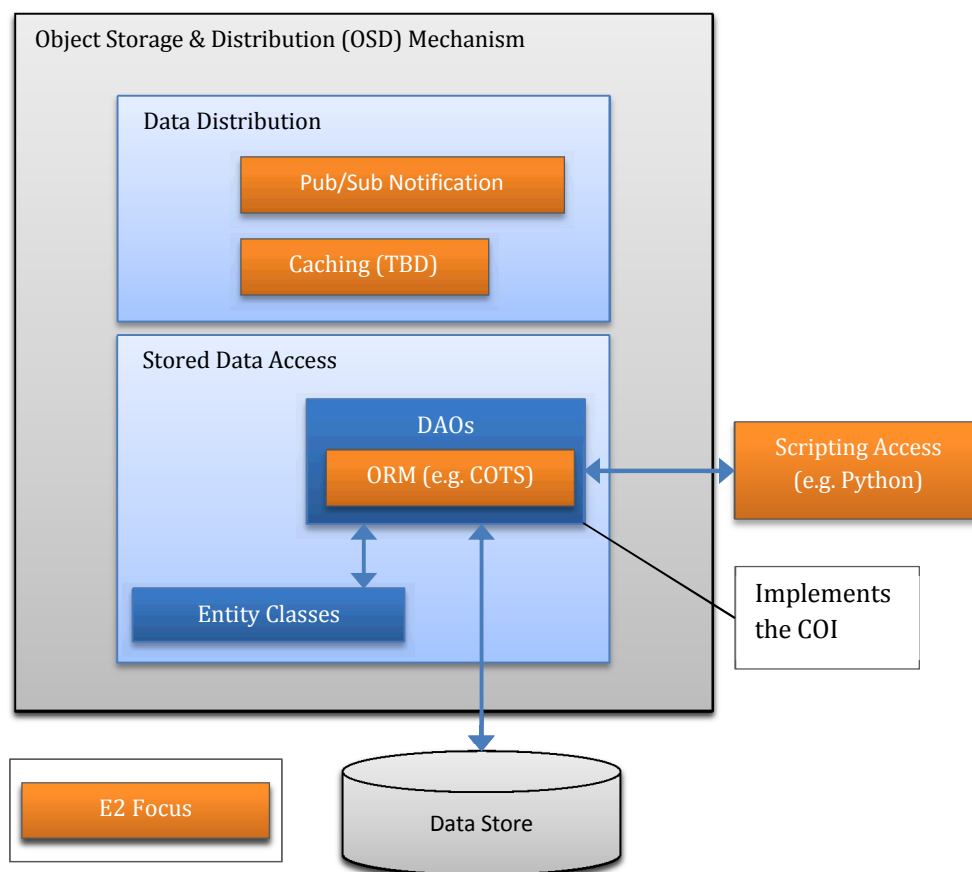 Object Storage & Distribution (OSD) Mechanism
Data Distribution
Pub/Sub Notification
Caching (TBD)
Stored Data Access
DAOs
ORM (e.g. COTS)
Scripting Access
(e.g. Python)
Entity Classes
Implements
the COI
E2 Focus
Data Store